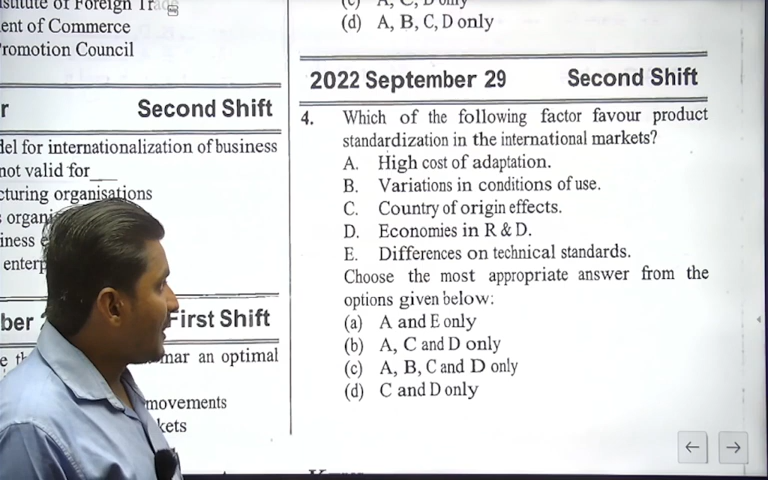 of Foreign
ent of Commerce
romotion Council
r Second Shift
del for internationalization of business
not valid for___
cturing organisations
organi
iness
enterp
ber First Shift
mar an optimal
movements
kets
(d) A, B, C, D only
2022 September 29 Second Shift
4. Which of the following factor favour product
standardization in the international markets?
A. High cost of adaptation.
B. Variations in conditions of use.
C. Country of origin effects.
D. Economies in R & D.
E. Differences on technical standards.
Choose the most appropriate answer from the
options given below:
(a) A and E only
(b) A, C and D only
(c) A, B, C and D only
(d) C and D only